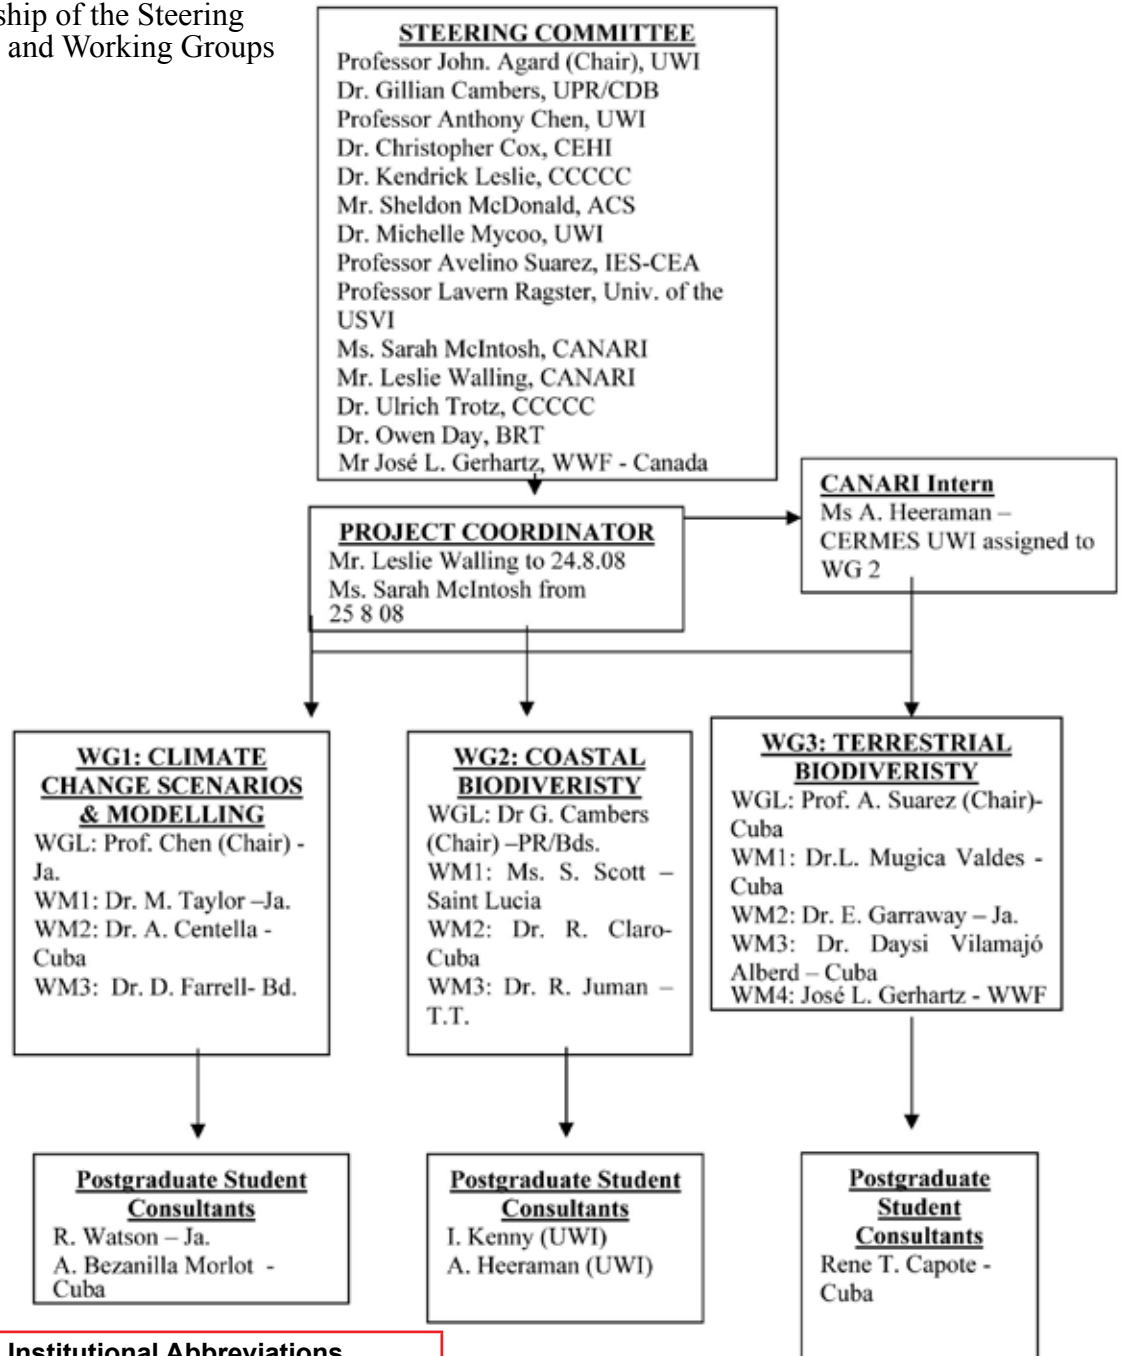 ship of the Steering
and Working Groups
STEERING COMMITTEE
Professor John. Agard (Chair), UWI
Dr. Gillian Cambers, UPR/CDB
Professor Anthony Chen, UWI
Dr. Christopher Cox, CEHI
Dr. Kendrick Leslie, CCCCC
Mr. Sheldon McDonald, ACS
Dr. Michelle Mycoo, UWI
Professor Avelino Suarez, IES-CEA
Professor Lavern Ragster, Univ. of the
USVI
Ms. Sarah McIntosh, CANARI
Mr. Leslie Walling, CANARI
Dr. Ulrich Trotz, CCCCC
Dr. Owen Day, BRT
Mr José L. Gerhartz, WWF - Canada
CANARI Intern
Ms A. Heeraman –
CERMES UWI assigned to
WG 2
PROJECT COORDINATOR
Mr. Leslie Walling to 24.8.08
Ms. Sarah McIntosh from
25 8 08
WG1: CLIMATE
CHANGE SCENARIOS
& MODELLING
WGL: Prof. Chen (Chair) -
Ja.
WM1: Dr. M. Taylor –Ja.
WM2: Dr. A. Centella -
Cuba
WM3: Dr. D. Farrell- Bd.
WG2: COASTAL
BIODIVERISTY
WGL: Dr G. Cambers
(Chair) –PR/Bds.
WM1: Ms. S. Scott –
Saint Lucia
WM2: Dr. R. Claro-
Cuba
WM3: Dr. R. Juman –
T.T.
WG3: TERRESTRIAL
BIODIVERISTY
WGL: Prof. A. Suarez (Chair)-
Cuba
WM1: Dr.L. Mugica Valdes -
Cuba
WM2: Dr. E. Garraway – Ja.
WM3: Dr. Daysi Vilamajó
Alberd – Cuba
WM4: José L. Gerhartz - WWF
Postgraduate Student
Consultants
R. Watson – Ja.
A. Bezanilla Morlot -
Cuba
Postgraduate Student
Consultants
I. Kenny (UWI)
A. Heeraman (UWI)
Postgraduate
Student
Consultants
Rene T. Capote -
Cuba
Institutional Abbreviations